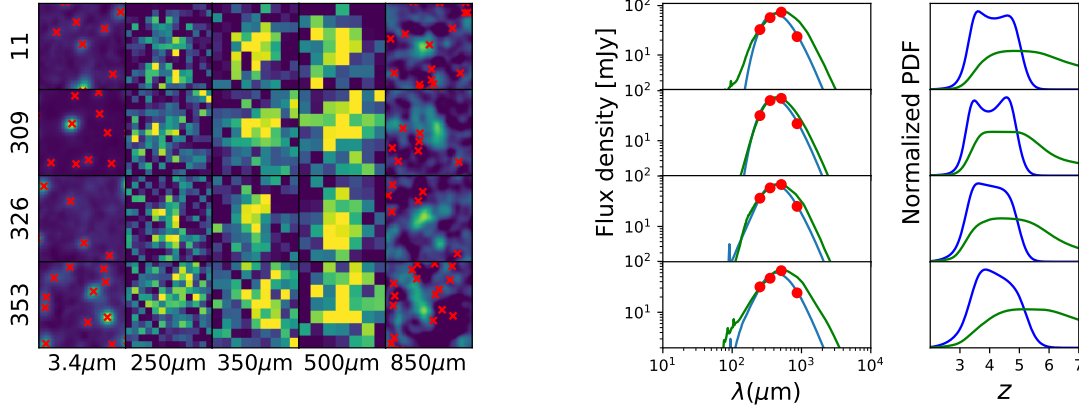 11
309
326
353
3.4μm 250μm 350μm 500μm 850μm
Flux density [mJy]
10²
10¹
10²
10¹
10²
10¹
10²
10¹ 10² 10³ 10⁴
λ(μm)
Normalized PDF
3 4 5 6 7
z